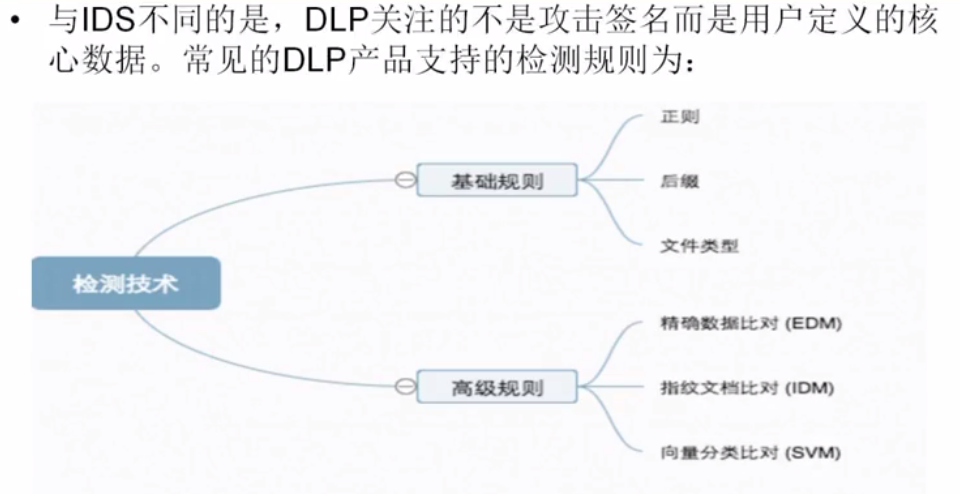 • 与IDS不同的是，DLP关注的不是攻击签名而是用户定义的核
心数据。常见的DLP产品支持的检测规则为：
检测技术
基础规则
正则
后缀
文件类型
高级规则
精确数据比对 (EDM)
指纹文档比对 (IDM)
向量分类比对 (SVM)